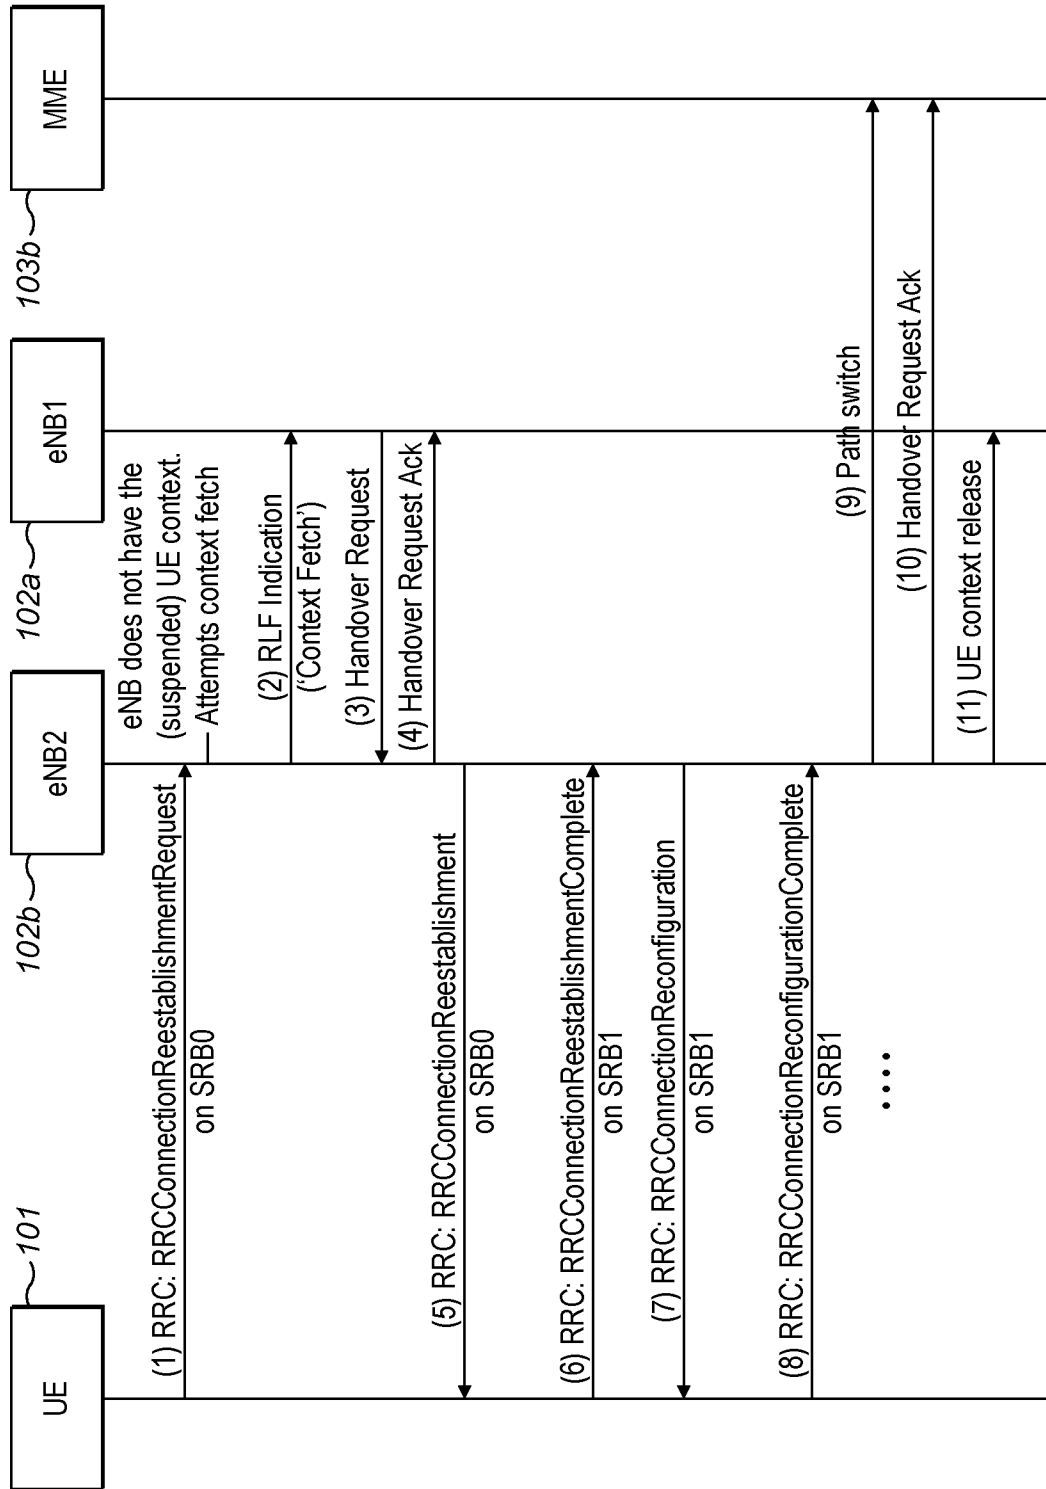 UE
101
eNB2
102b
eNB1
102a
MME
103b
(1) RRC: RRCConnectionReestablishmentRequest
on SRB0
eNB does not have the
(suspended) UE context.
Attempts context fetch
(2) RLF Indication
('Context Fetch')
(3) Handover Request
(4) Handover Request Ack
(5) RRC: RRCConnectionReestablishment
on SRB0
(6) RRC: RRCConnectionReestablishmentComplete
on SRB1
(7) RRC: RRCConnectionReconfiguration
on SRB1
(8) RRC: RRCConnectionReconfigurationComplete
on SRB1
....
(9) Path switch
(10) Handover Request Ack
(11) UE context release